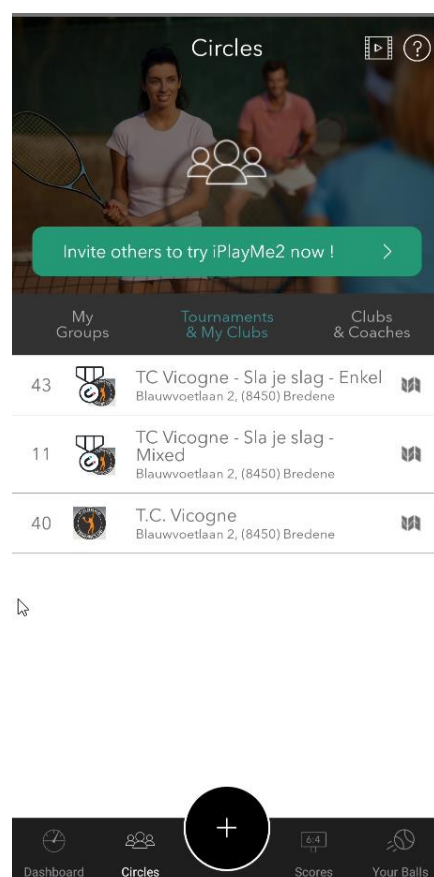 Circles
?
Invite others to try iPlayMe2 now !
My
Groups
Tournaments
& My Clubs
Clubs
& Coaches
43
TC Vicogne - Sla je slag - Enkel
Blauwvoetlaan 2, (8450) Bredene
11
TC Vicogne - Sla je slag -
Mixed
Blauwvoetlaan 2, (8450) Bredene
40
T.C. Vicogne
Blauwvoetlaan 2, (8450) Bredene
+
6:4
Dashboard
Circles
Scores
Your Balls